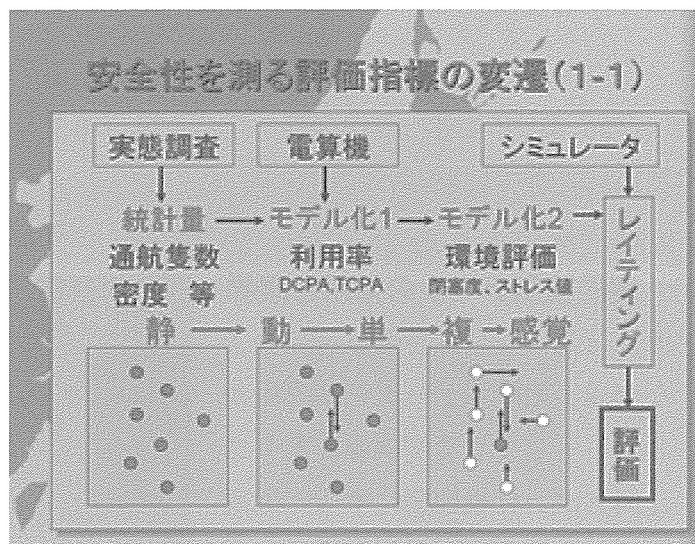 安全性を測る評価指標の変遷(1-1)
実態調査
電算機
シミュレータ
統計量
モデル化1
モデル化2
レイティング
通航隻数
利用率
環境評価
密度 等
DCPA,TCPA
閉塞度、ストレス値
静
動
単
複
感覚
評価